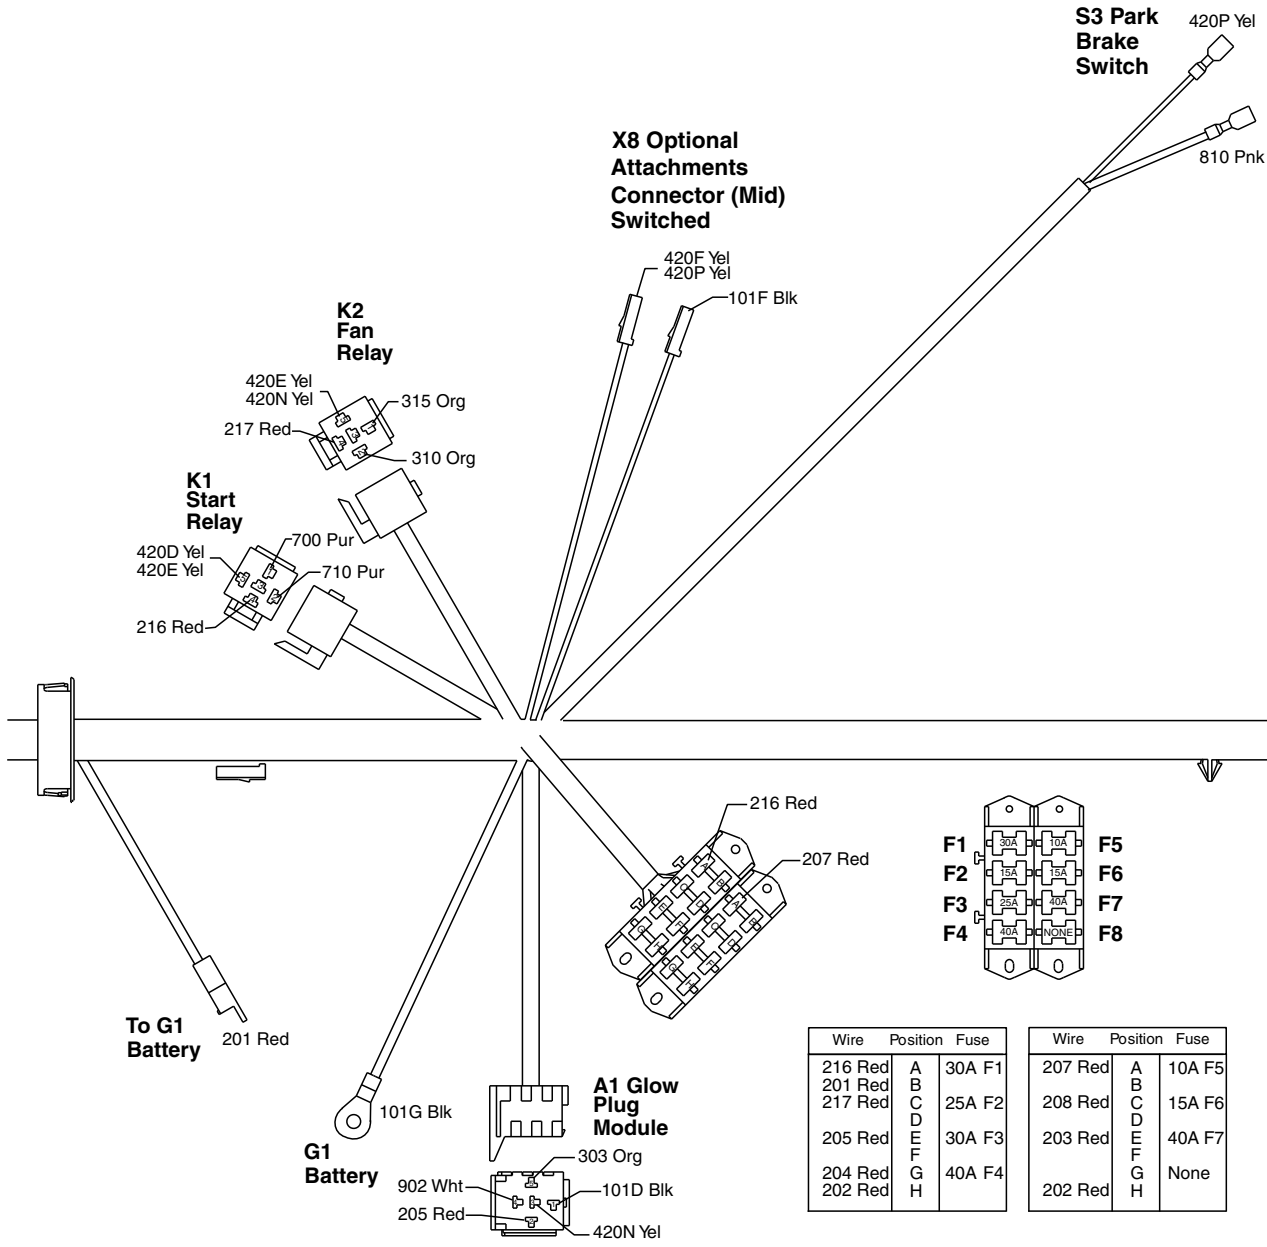 S3 Park
Brake
Switch
420P Yel
810 Pnk
X8 Optional
Attachments
Connector (Mid)
Switched
420F Yel
420P Yel
101F Blk
K2
Fan
Relay
420E Yel
420N Yel
315 Org
217 Red
310 Org
K1
Start
Relay
700 Pur
420D Yel
420E Yel
710 Pur
216 Red
216 Red
207 Red
A
B
C
D
E
F
G
H
A
B
C
D
E
F
G
H
F1 30A 10A F5
F2 15A 15A F6
F3 25A 40A F7
F4 40A NONE F8
To G1
Battery
201 Red
101G Blk
G1
Battery
A1 Glow
Plug
Module
303 Org
902 Wht
101D Blk
205 Red
420N Yel
Wire Position Fuse
216 Red A 30A F1
201 Red B
217 Red C 25A F2
D
205 Red E 30A F3
F
204 Red G 40A F4
202 Red H
Wire Position Fuse
207 Red A 10A F5
B
208 Red C 15A F6
D
203 Red E 40A F7
F
G None
202 Red H